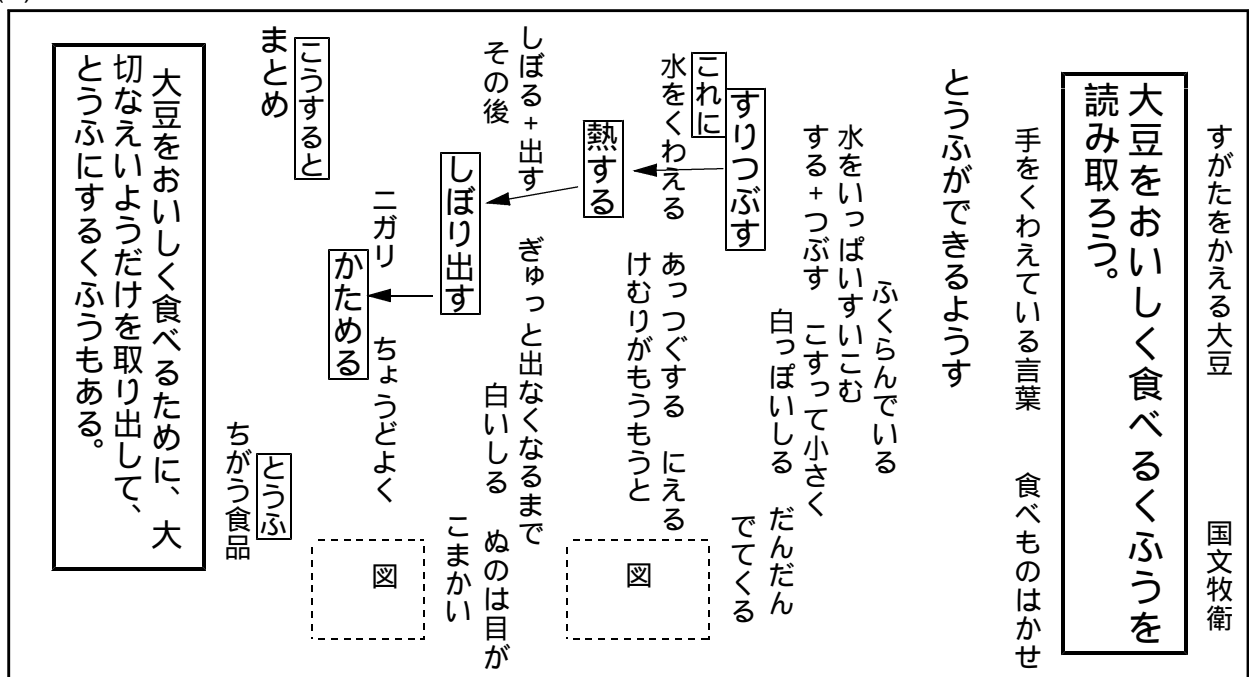 すがたをかえる大豆
国文牧衛
大豆をおいしく食べるくふうを
読み取ろう。
手をくわえている言葉
食べものはかせ
とうふができるようす
ふくらんでいる
水をいっぱいすいこむ
する+つぶす こすって小さく
白っぽいしる だんだん
でてくる
すりつぶす
これに
水をくわえる
あっつぐする にえる
けむりがもうもうと
図
熱する
しぼる+出す
ぎゅっと出なくなるまで
その後
白いしる ぬのは目が
こまかい
しぼり出す
ニガリ ちょうどよく
図
かためる
こうすると
まとめ
とうふ
ちがう食品
大豆をおいしく食べるために、大
切なえいようだけを取り出して、
とうふにするくふうもある。